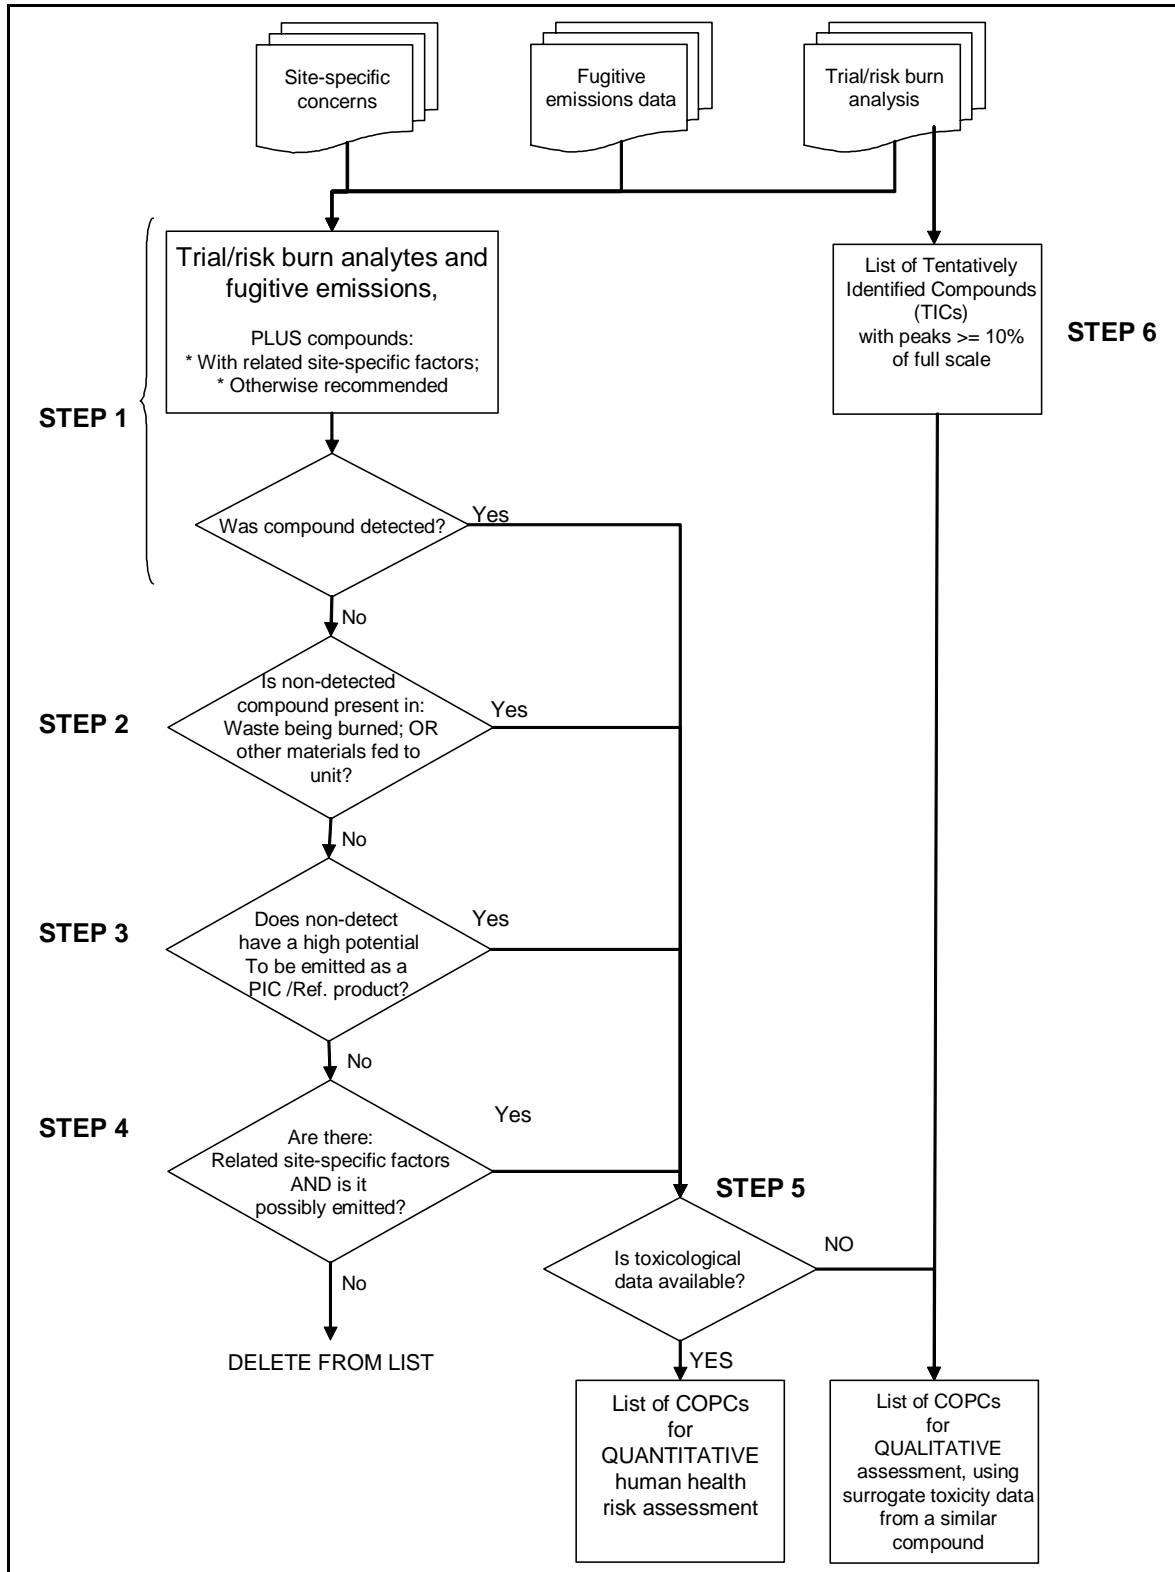 Site-specific
concerns
Fugitive
emissions data
Trial/risk burn
analysis
Trial/risk burn analytes and
fugitive emissions,
PLUS compounds:
* With related site-specific factors;
* Otherwise recommended
List of Tentatively
Identified Compounds
(TICs)
with peaks >= 10%
of full scale
STEP 6
STEP 1
Was compound detected?
Yes
No
STEP 2
Is non-detected
compound present in:
Waste being burned; OR
other materials fed to
unit?
Yes
No
STEP 3
Does non-detect
have a high potential
To be emitted as a
PIC /Ref. product?
Yes
No
STEP 4
Are there:
Related site-specific factors
AND is it
possibly emitted?
Yes
No
DELETE FROM LIST
STEP 5
Is toxicological
data available?
NO
YES
List of COPCs
for
QUANTITATIVE
human health
risk assessment
List of COPCs
for
QUALITATIVE
assessment, using
surrogate toxicity data
from a similar
compound